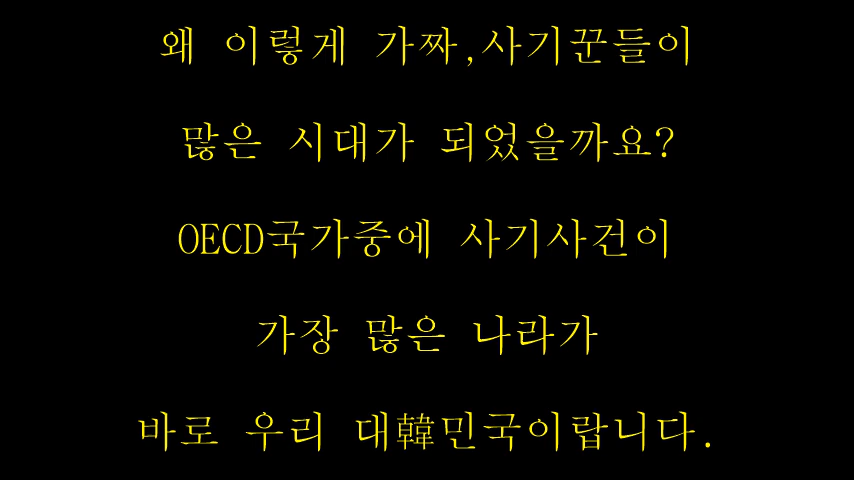 왜 이렇게 가짜,사기꾼들이
많은 시대가 되었을까요?
OECD국가중에 사기사건이
가장 많은 나라가
바로 우리 대韓민국이랍니다.